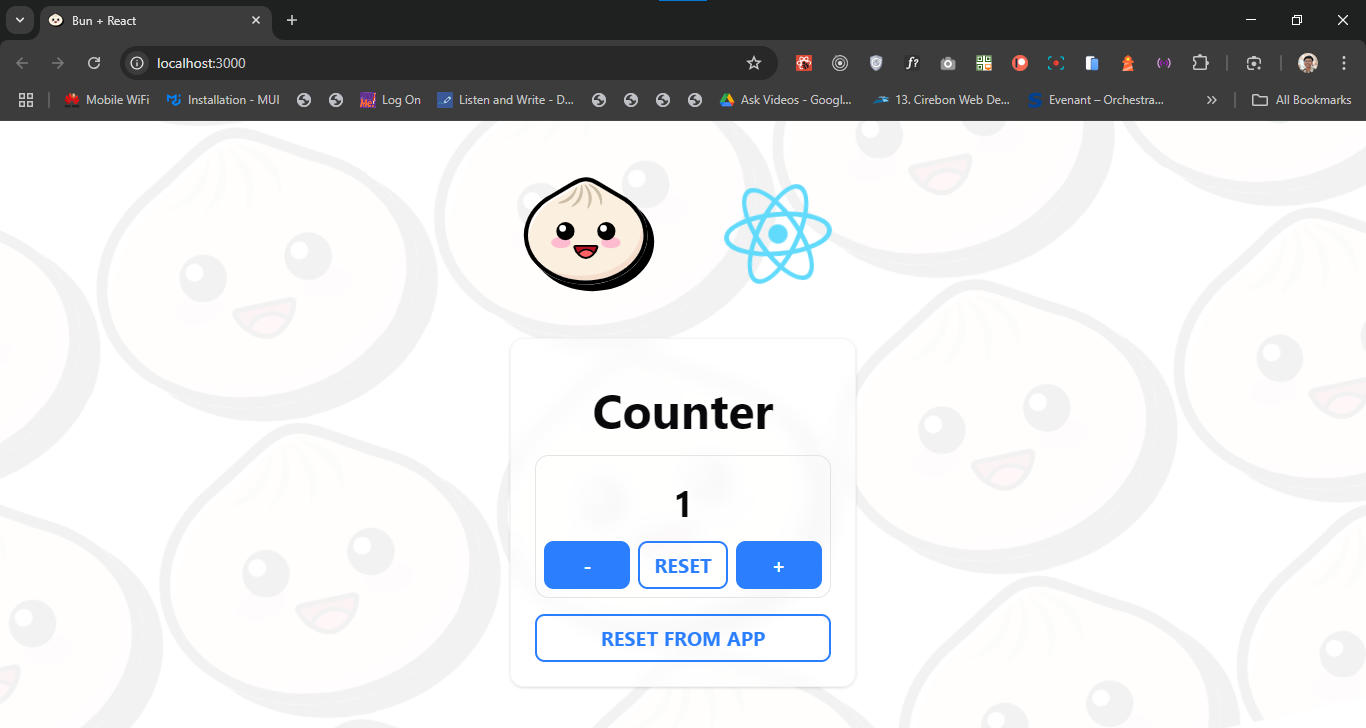 Bun + React
localhost:3000
f?
Mobile WiFi
Installation - MUI
Log On
Listen and Write - D...
Ask Videos - Googl...
13. Cirebon Web De...
Evenant – Orchestra...
All Bookmarks
Counter
1
-
RESET
+
RESET FROM APP